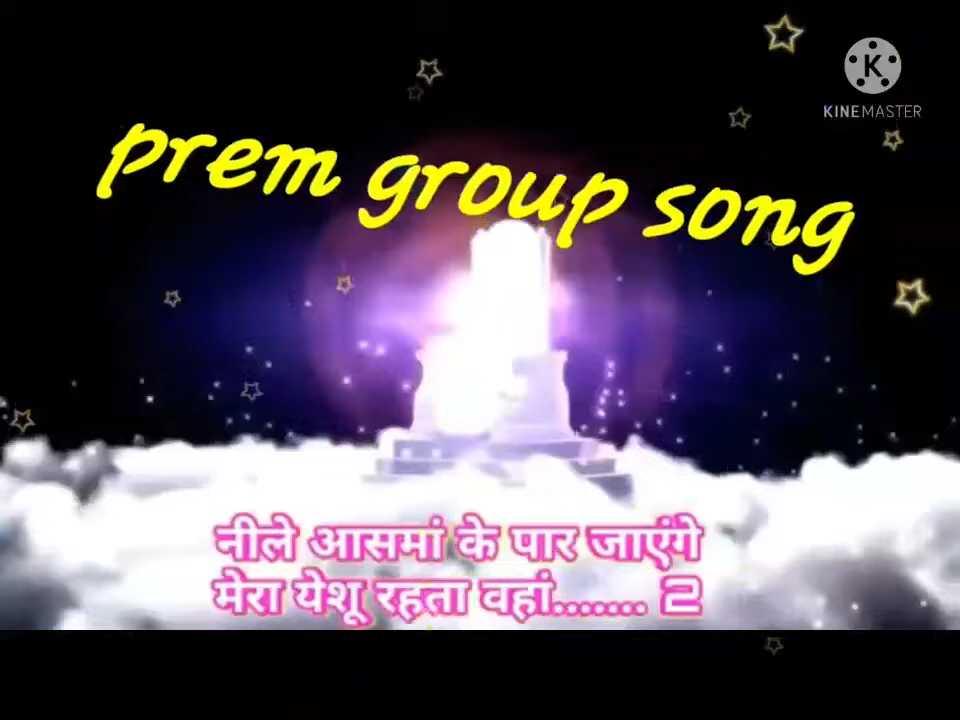 K
KINEMASTER
prem group song
नीले आसमां के पार जाएंगे
मेरा येशू रहता वहां....... 2